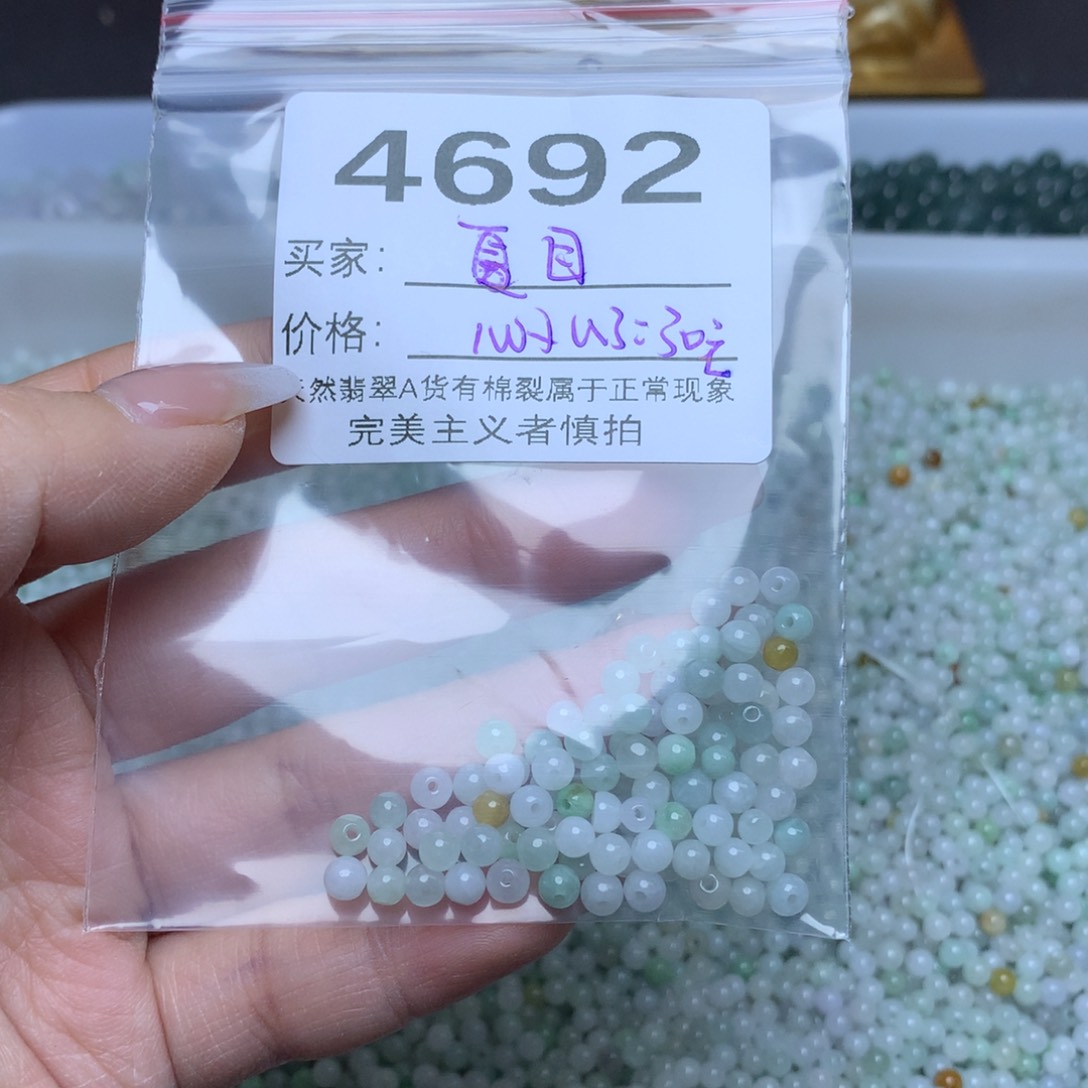 4692
买家: 夏目
价格:
天然翡翠A货有棉裂属于正常现象
完美主义者慎拍